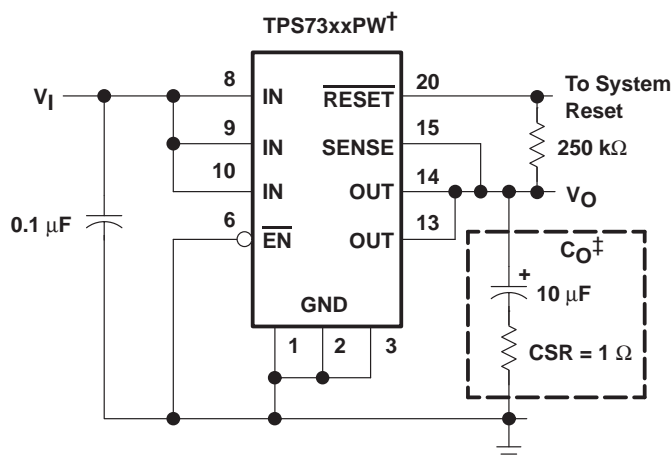 TPS73xxPW†
8
20
To System
Reset
VI
IN
RESET
9
15
IN
SENSE
250 kΩ
10
14
IN
OUT
VO
0.1 µF
6
13
EN
OUT
CO‡
+
10 µF
GND
1
2
3
CSR = 1 Ω